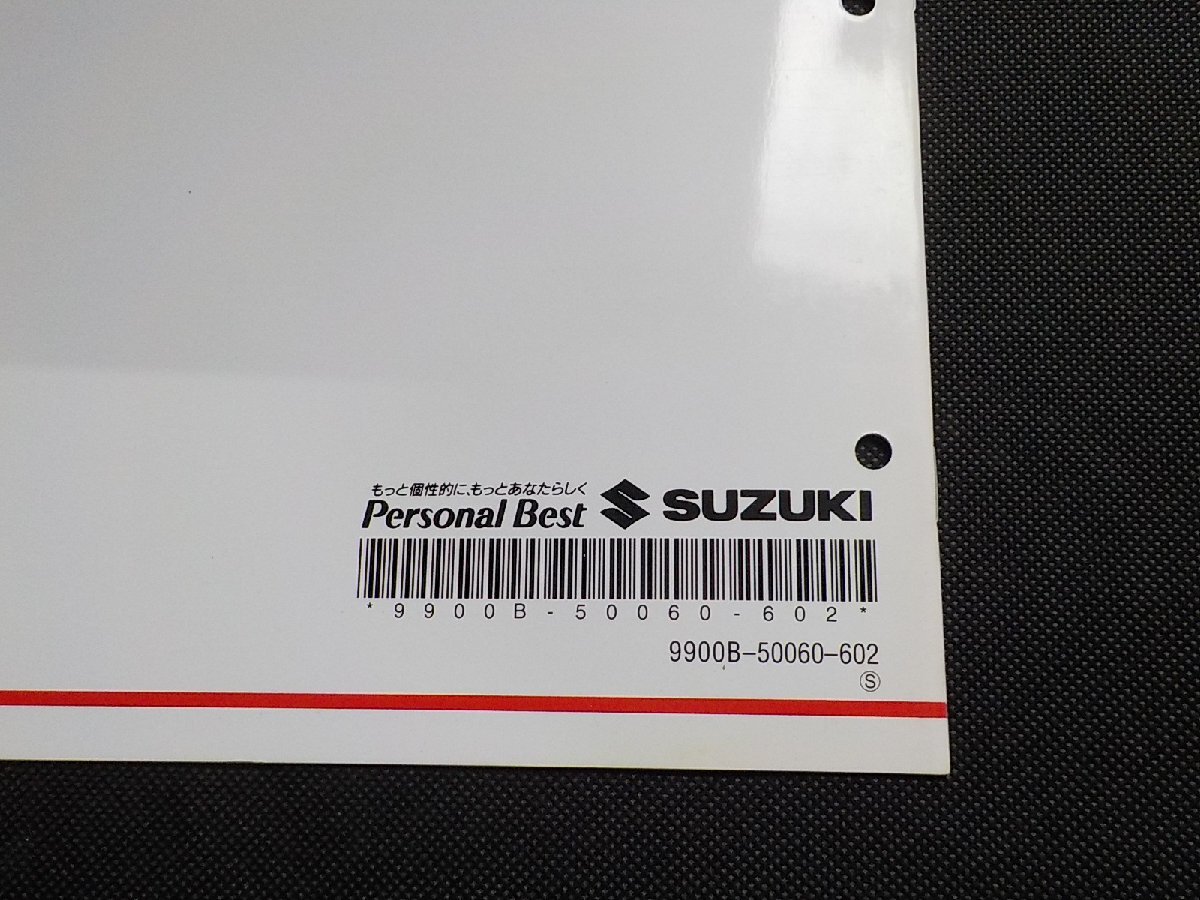 もっと個性的に、もっとあなたらしく
Personal Best SUZUKI
*9900B-50060-602*
9900B-50060-602
Ⓢ